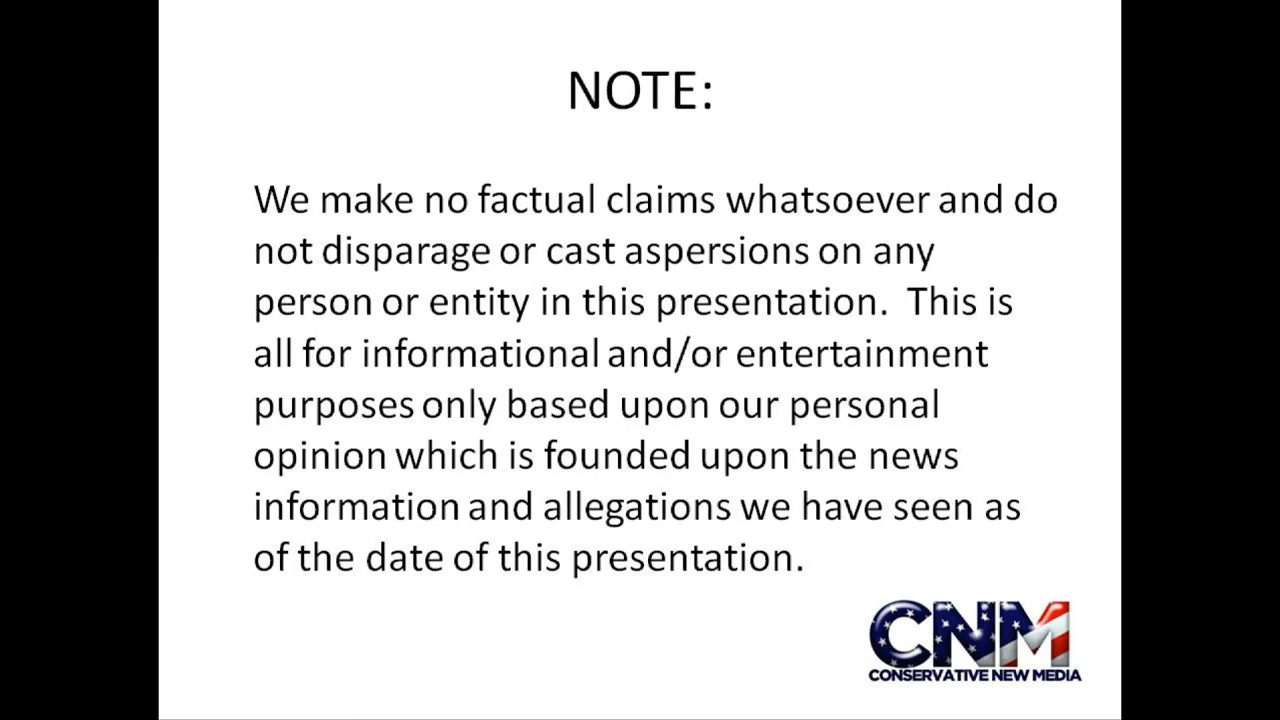 NOTE:
We make no factual claims whatsoever and do
not disparage or cast aspersions on any
person or entity in this presentation.  This is
all for informational and/or entertainment
purposes only based upon our personal
opinion which is founded upon the news
information and allegations we have seen as
of the date of this presentation.
CNM
CONSERVATIVE NEW MEDIA